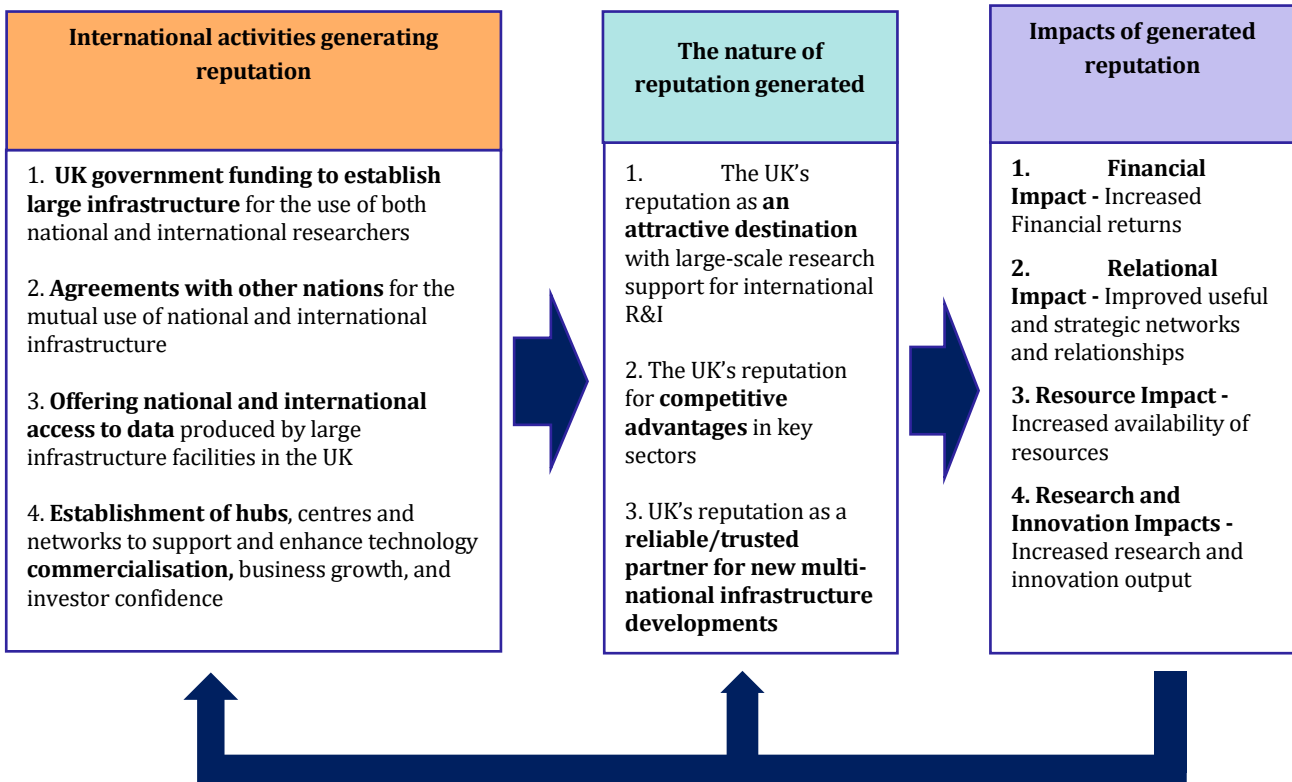 International activities generating
reputation
1. UK government funding to establish
large infrastructure for the use of both
national and international researchers
2. Agreements with other nations for the
mutual use of national and international
infrastructure
3. Offering national and international
access to data produced by large
infrastructure facilities in the UK
4. Establishment of hubs, centres and
networks to support and enhance technology
commercialisation, business growth, and
investor confidence
The nature of
reputation generated
1. The UK’s
reputation as an
attractive destination
with large-scale research
support for international
R&I
2. The UK’s reputation
for competitive
advantages in key
sectors
3. UK’s reputation as a
reliable/trusted
partner for new multi-
national infrastructure
developments
Impacts of generated
reputation
1. Financial
Impact - Increased
Financial returns
2. Relational
Impact - Improved useful
and strategic networks
and relationships
3. Resource Impact -
Increased availability of
resources
4. Research and
Innovation Impacts -
Increased research and
innovation output